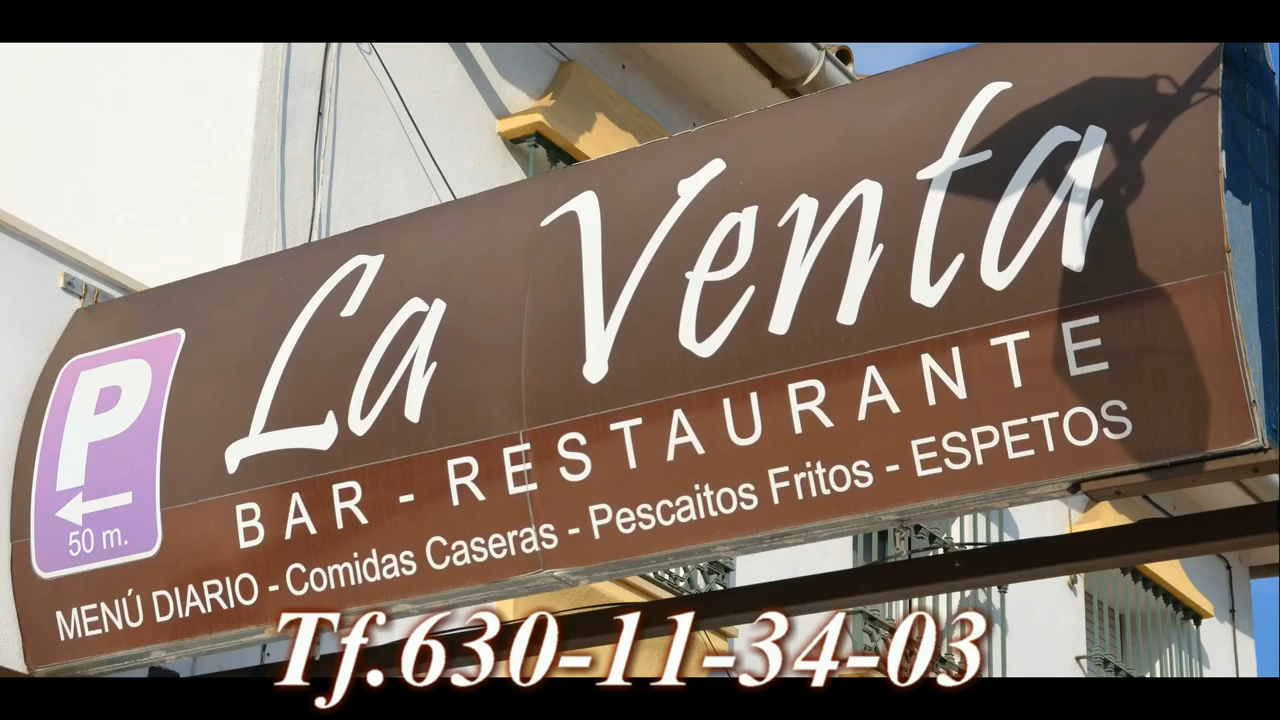 La Venta
BAR - RESTAURANTE
MENÚ DIARIO - Comidas Caseras - Pescaitos Fritos - ESPETOS
P
50 m.
Tf.630-11-34-03